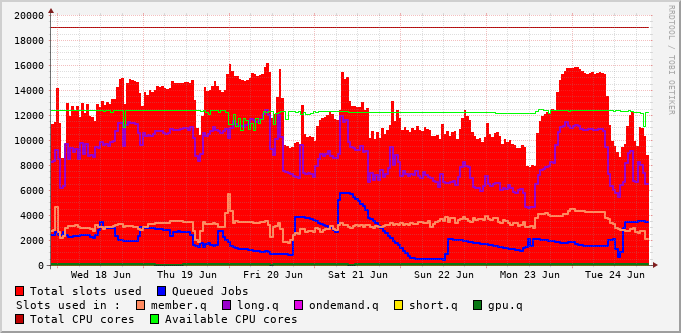 20000
18000
16000
14000
12000
10000
8000
6000
4000
2000
0
Wed 18 Jun Thu 19 Jun Fri 20 Jun Sat 21 Jun Sun 22 Jun Mon 23 Jun Tue 24 Jun
RRDTOOL / TOBI OETIKER
Total slots used Queued Jobs
Slots used in : member.q long.q ondemand.q short.q gpu.q
Total CPU cores Available CPU cores